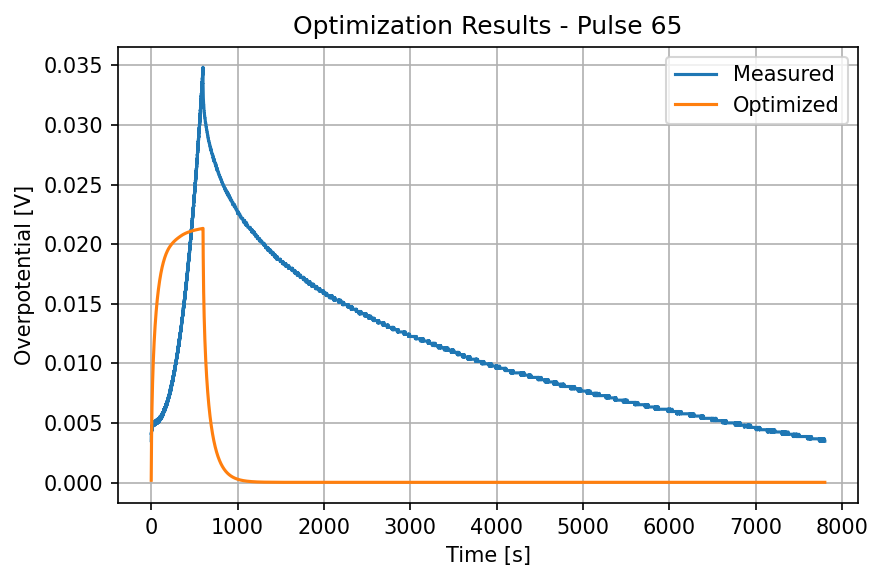 Optimization Results - Pulse 65
Measured
Optimized
Overpotential [V]
0.035
0.030
0.025
0.020
0.015
0.010
0.005
0.000
0 1000 2000 3000 4000 5000 6000 7000 8000
Time [s]